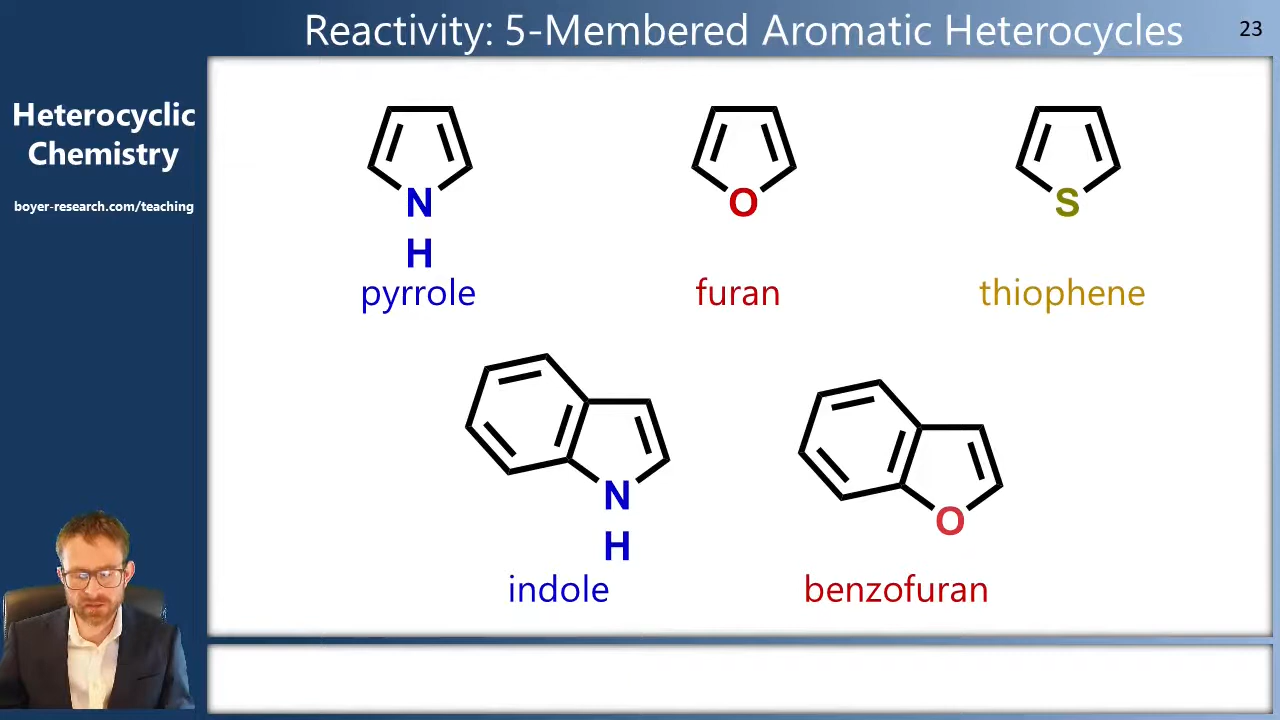 Reactivity: 5-Membered Aromatic Heterocycles
23
Heterocyclic
Chemistry
boyer-research.com/teaching
N
H
O
S
pyrrole
furan
thiophene
N
H
O
indole
benzofuran